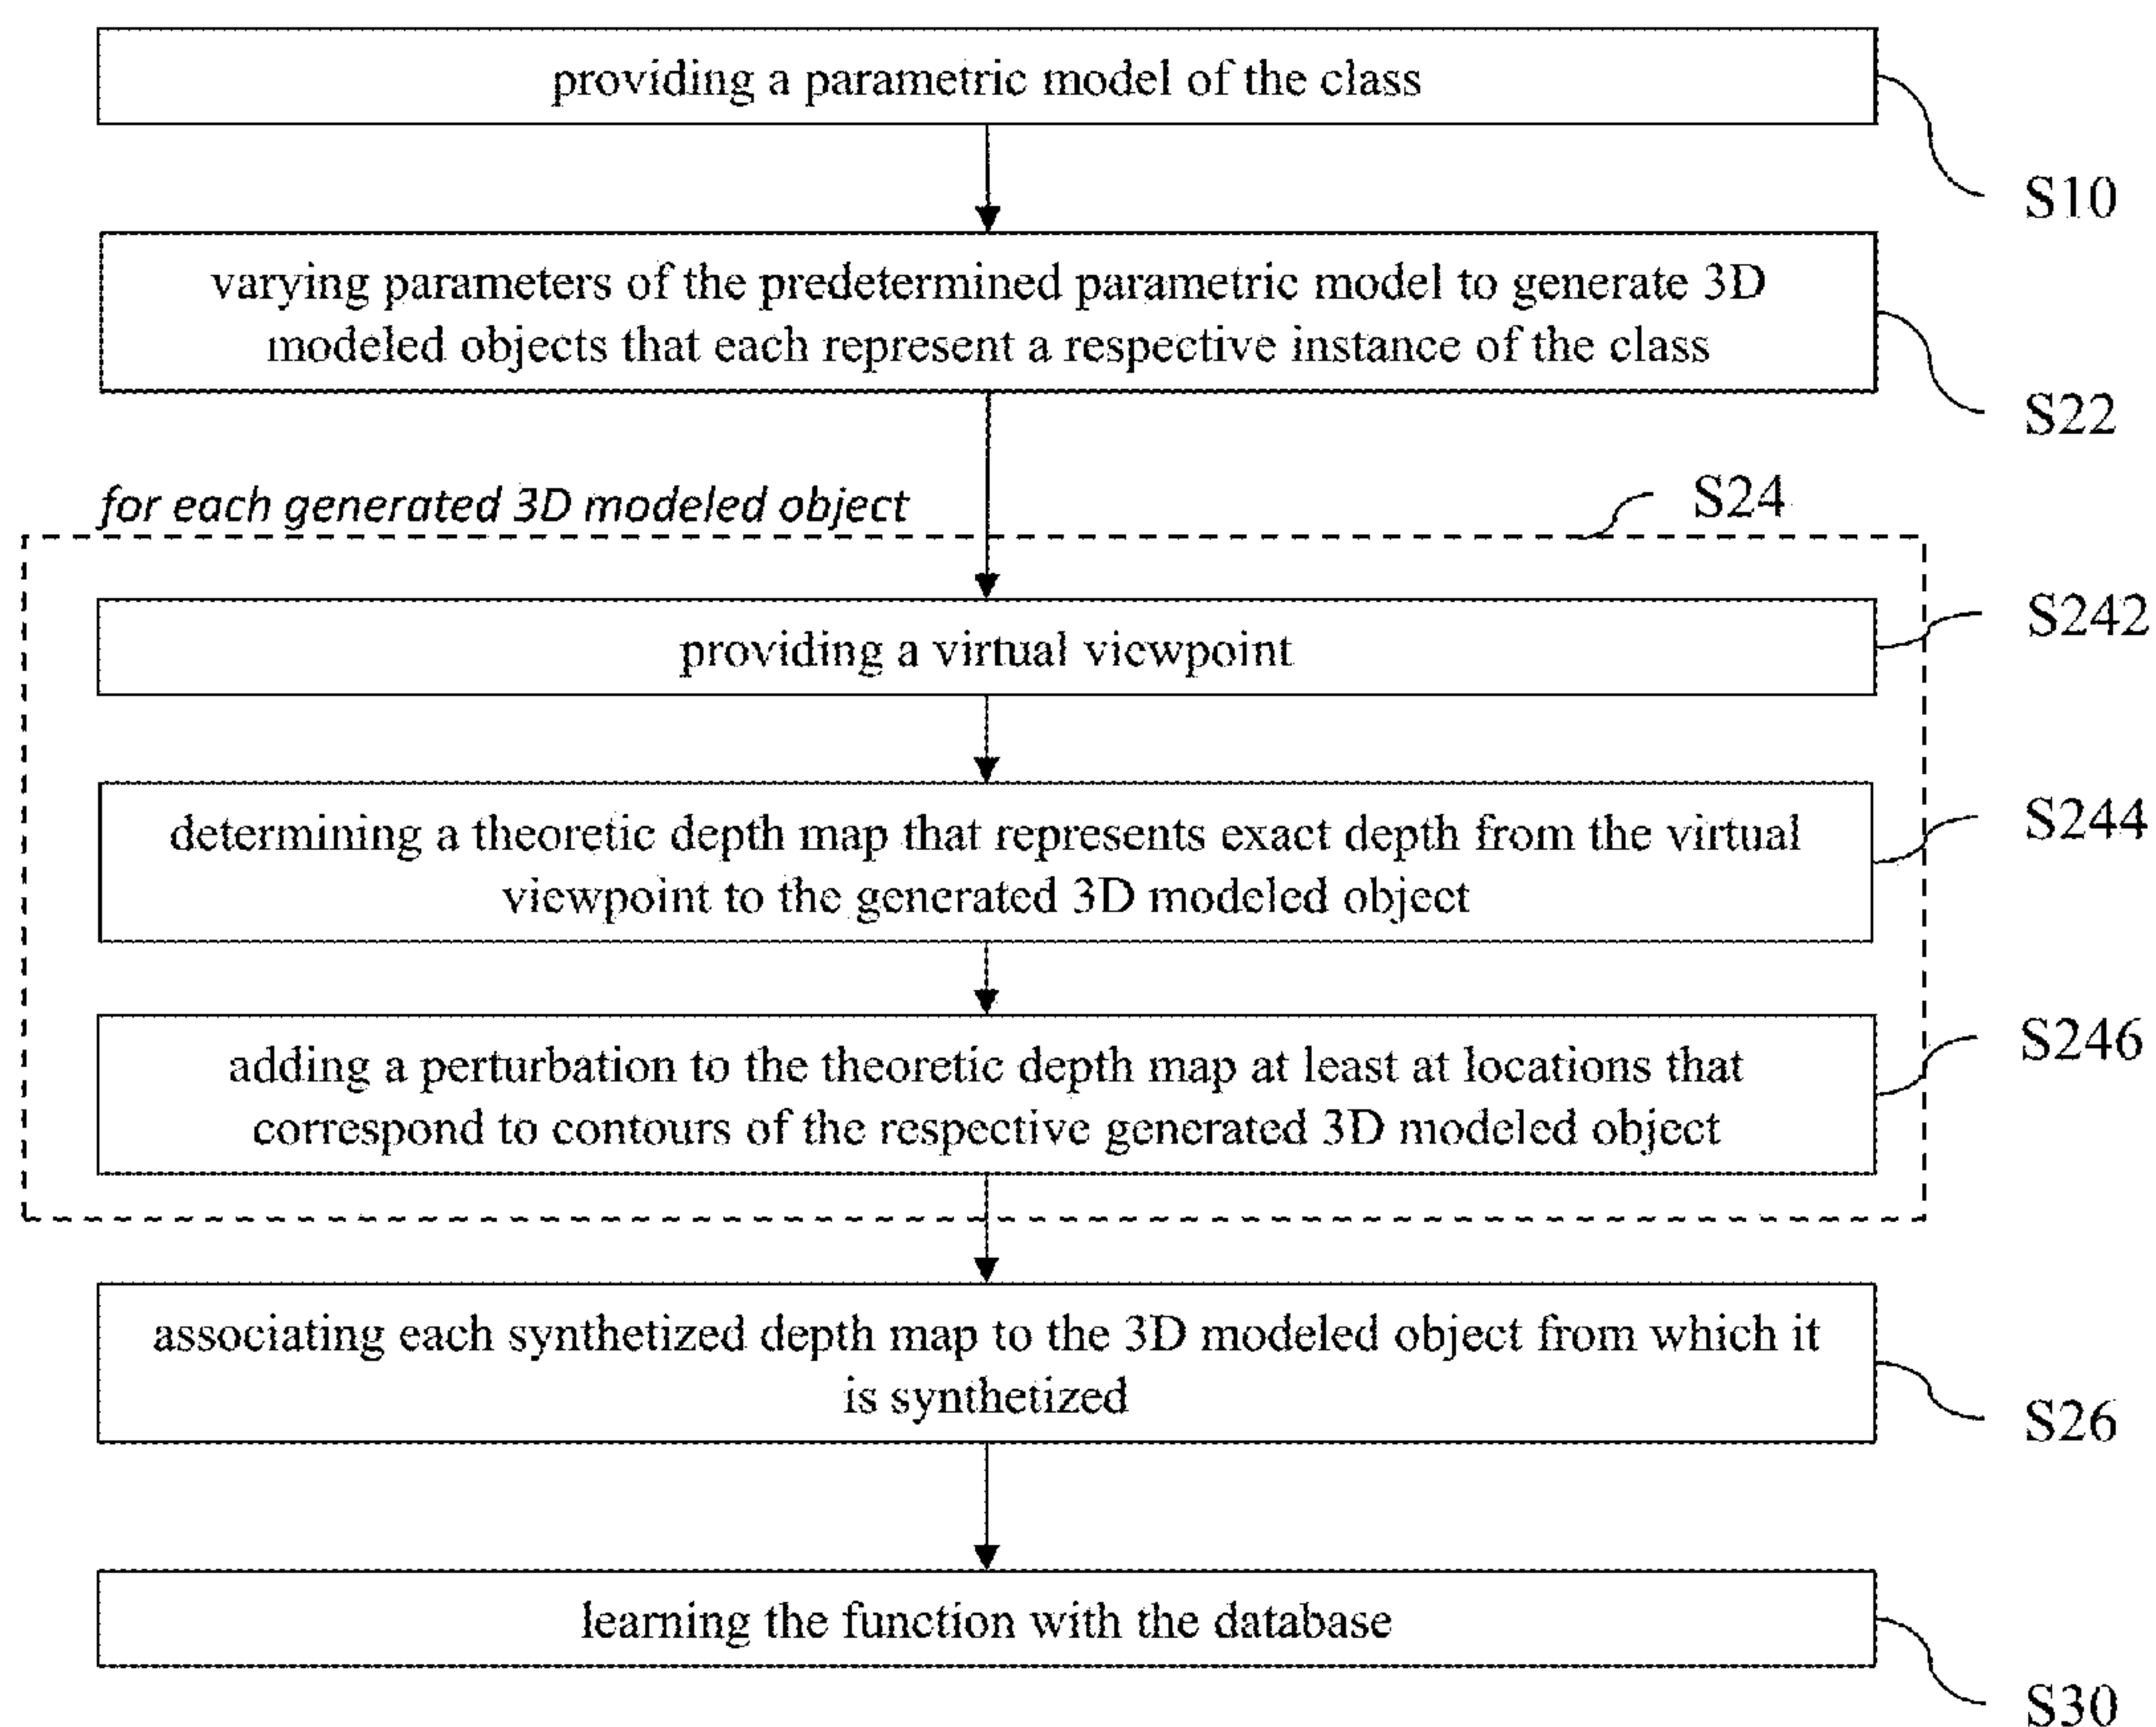 providing a parametric model of the class
S10
varying parameters of the predetermined parametric model to generate 3D
modeled objects that each represent a respective instance of the class
S22
for each generated 3D modeled object
S24
providing a virtual viewpoint
S242
determining a theoretic depth map that represents exact depth from the virtual
viewpoint to the generated 3D modeled object
S244
adding a perturbation to the theoretic depth map at least at locations that
correspond to contours of the respective generated 3D modeled object
S246
associating each synthetized depth map to the 3D modeled object from which it
is synthetized
S26
learning the function with the database
S30